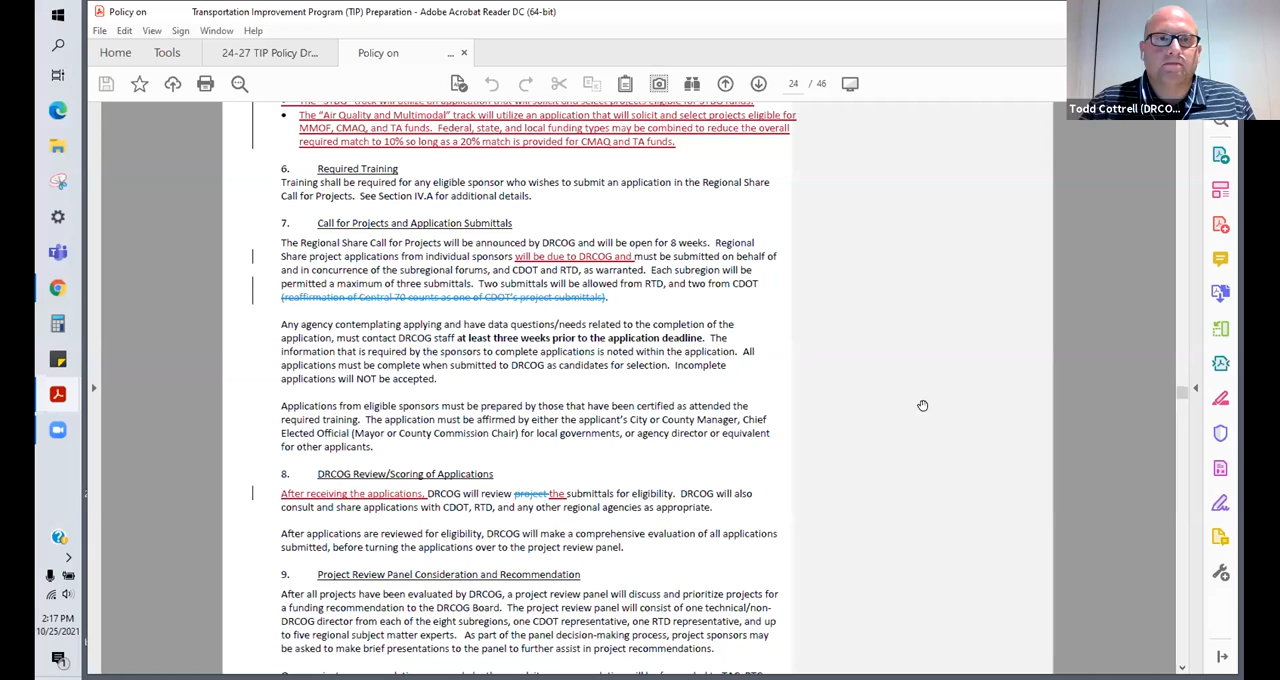 Policy on Transportation Improvement Program (TIP) Preparation - Adobe Acrobat Reader DC (64-bit)
File Edit View Sign Window Help
Home Tools 24-27 TIP Policy Dr... Policy on ... ×
24 / 46
Todd Cottrell (DRCO...
• The "STBG" track will utilize an application that will solicit and select projects eligible for STBG funds.
• The "Air Quality and Multimodal" track will utilize an application that will solicit and select projects eligible for
MMOF, CMAQ, and TA funds. Federal, state, and local funding types may be combined to reduce the overall
required match to 10% so long as a 20% match is provided for CMAQ and TA funds.
6. Required Training
Training shall be required for any eligible sponsor who wishes to submit an application in the Regional Share
Call for Projects. See Section IV.A for additional details.
7. Call for Projects and Application Submittals
The Regional Share Call for Projects will be announced by DRCOG and will be open for 8 weeks. Regional
Share project applications from individual sponsors will be due to DRCOG and must be submitted on behalf of
and in concurrence of the subregional forums, and CDOT and RTD, as warranted. Each subregion will be
permitted a maximum of three submittals. Two submittals will be allowed from RTD, and two from CDOT
(reaffirmation of Central 70 counts as one of CDOT's project submittals).
Any agency contemplating applying and have data questions/needs related to the completion of the
application, must contact DRCOG staff at least three weeks prior to the application deadline. The
information that is required by the sponsors to complete applications is noted within the application. All
applications must be complete when submitted to DRCOG as candidates for selection. Incomplete
applications will NOT be accepted.
Applications from eligible sponsors must be prepared by those that have been certified as attended the
required training. The application must be affirmed by either the applicant's City or County Manager, Chief
Elected Official (Mayor or County Commission Chair) for local governments, or agency director or equivalent
for other applicants.
8. DRCOG Review/Scoring of Applications
After receiving the applications, DRCOG will review project the submittals for eligibility. DRCOG will also
consult and share applications with CDOT, RTD, and any other regional agencies as appropriate.
After applications are reviewed for eligibility, DRCOG will make a comprehensive evaluation of all applications
submitted, before turning the applications over to the project review panel.
9. Project Review Panel Consideration and Recommendation
After all projects have been evaluated by DRCOG, a project review panel will discuss and prioritize projects for
a funding recommendation to the DRCOG Board. The project review panel will consist of one technical/non-
DRCOG director from each of the eight subregions, one CDOT representative, one RTD representative, and up
to five regional subject matter experts. As part of the panel decision-making process, project sponsors may
be asked to make brief presentations to the panel to further assist in project recommendations.
2:17 PM
10/25/2021
1